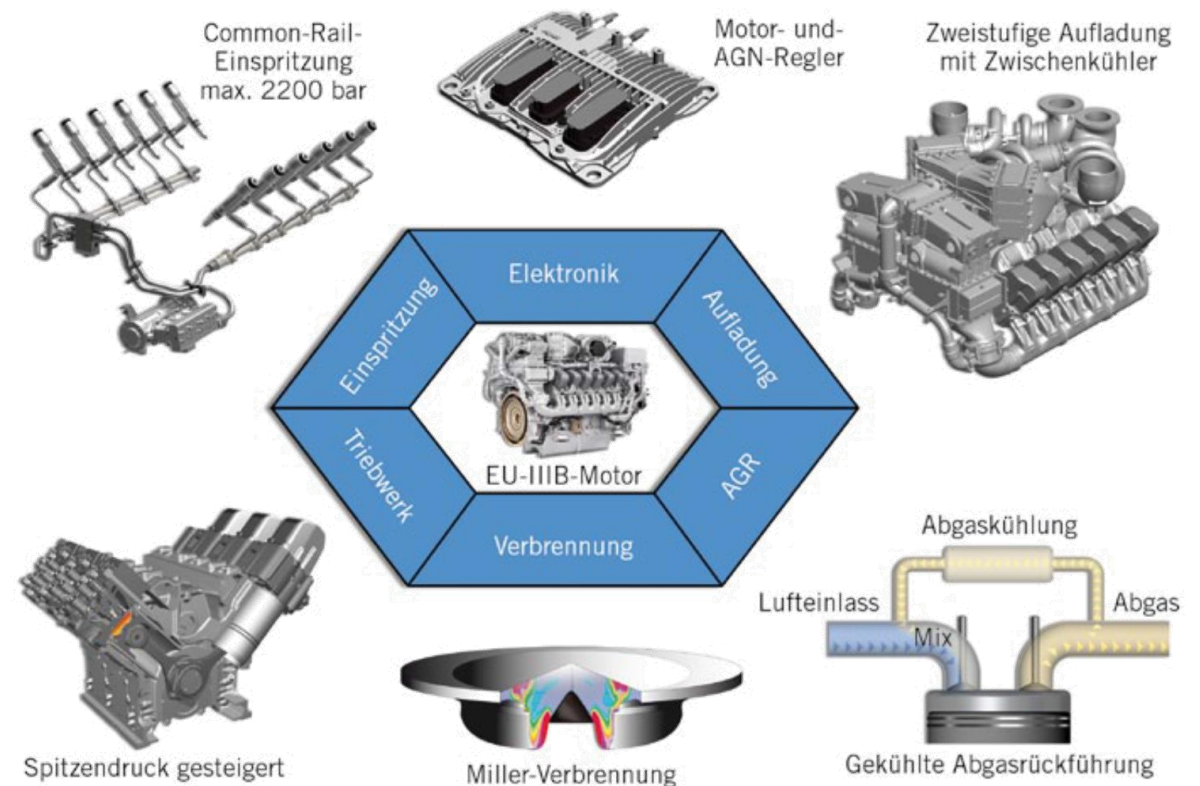 Common-Rail-
Einspritzung
max. 2200 bar
Motor- und-
AGN-Regler
Zweistufige Aufladung
mit Zwischenkühler
Elektronik
Einspritzung
Aufladung
EU-IIIB-Motor
Triebwerk
AGR
Verbrennung
Abgaskühlung
Lufteinlass
Abgas
Mix
Spitzendruck gesteigert
Miller-Verbrennung
Gekühlte Abgasrückführung